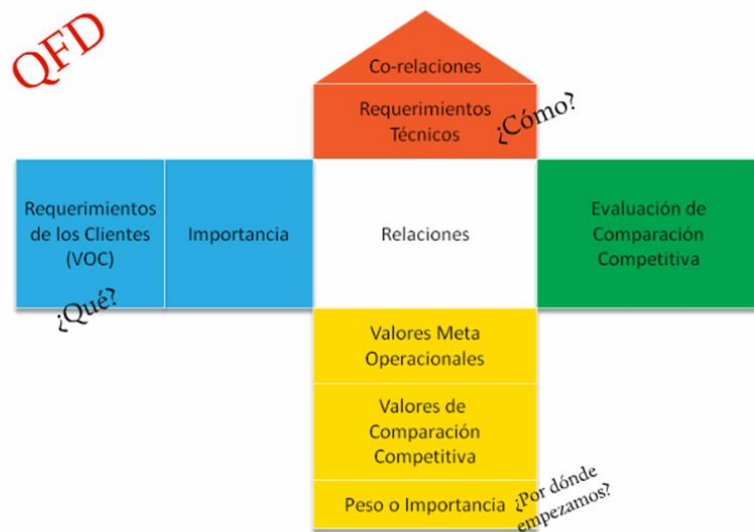 QFD
Co-relaciones
Requerimientos
Técnicos
¿Cómo?
Requerimientos
de los Clientes
(VOC)
¿Qué?
Importancia
Relaciones
Evaluación de
Comparación
Competitiva
Valores Meta
Operacionales
Valores de
Comparación
Competitiva
Peso o Importancia
¿Por dónde
empezamos?